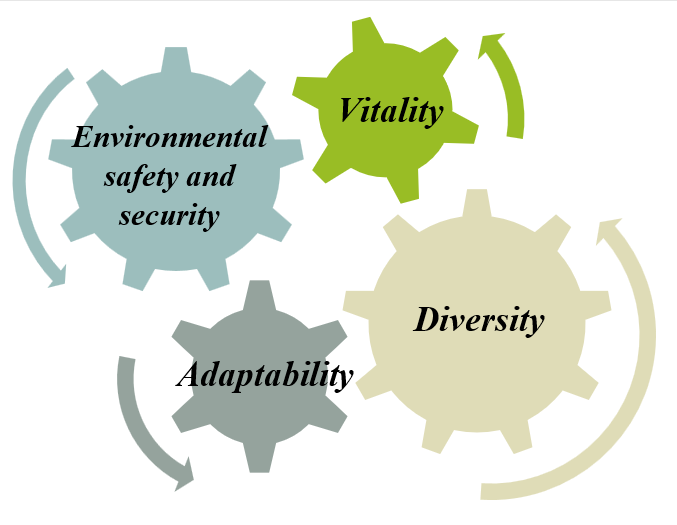 Environmental
safety and
security
Vitality
Diversity
Adaptability